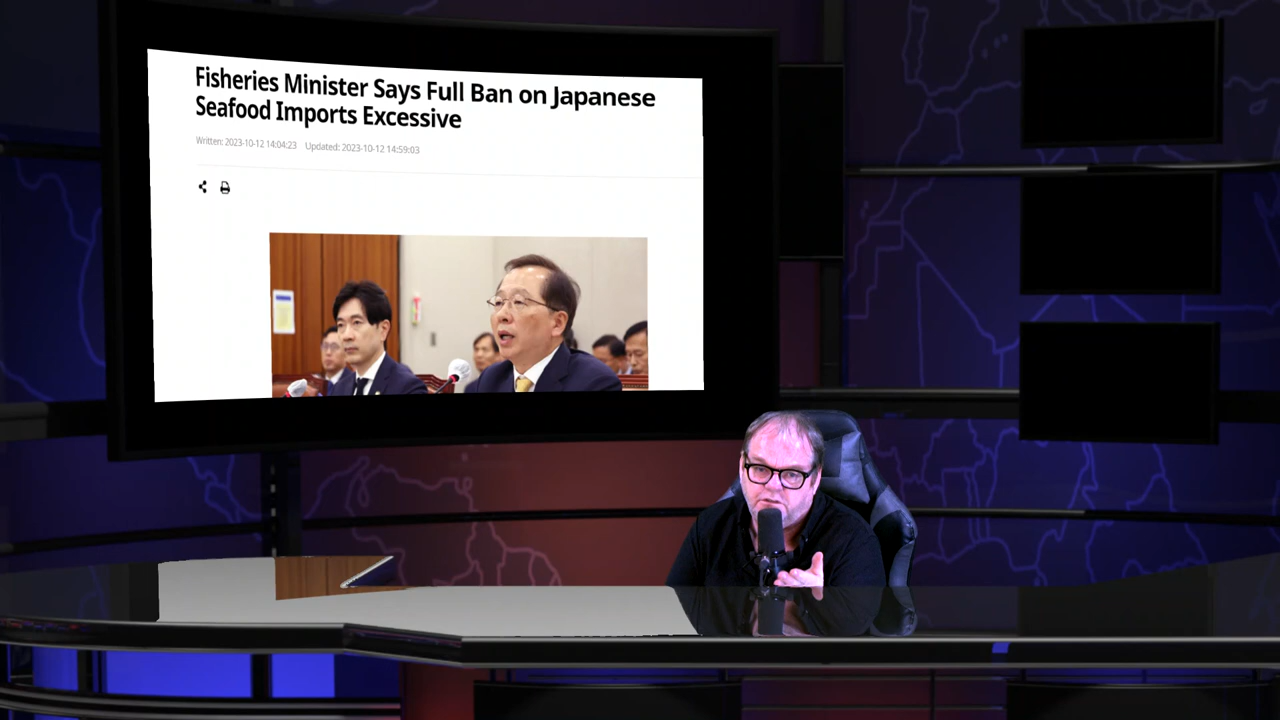 Fisheries Minister Says Full Ban on Japanese
Seafood Imports Excessive
Written: 2023-10-12 14:04:23 Updated: 2023-10-12 14:59:03